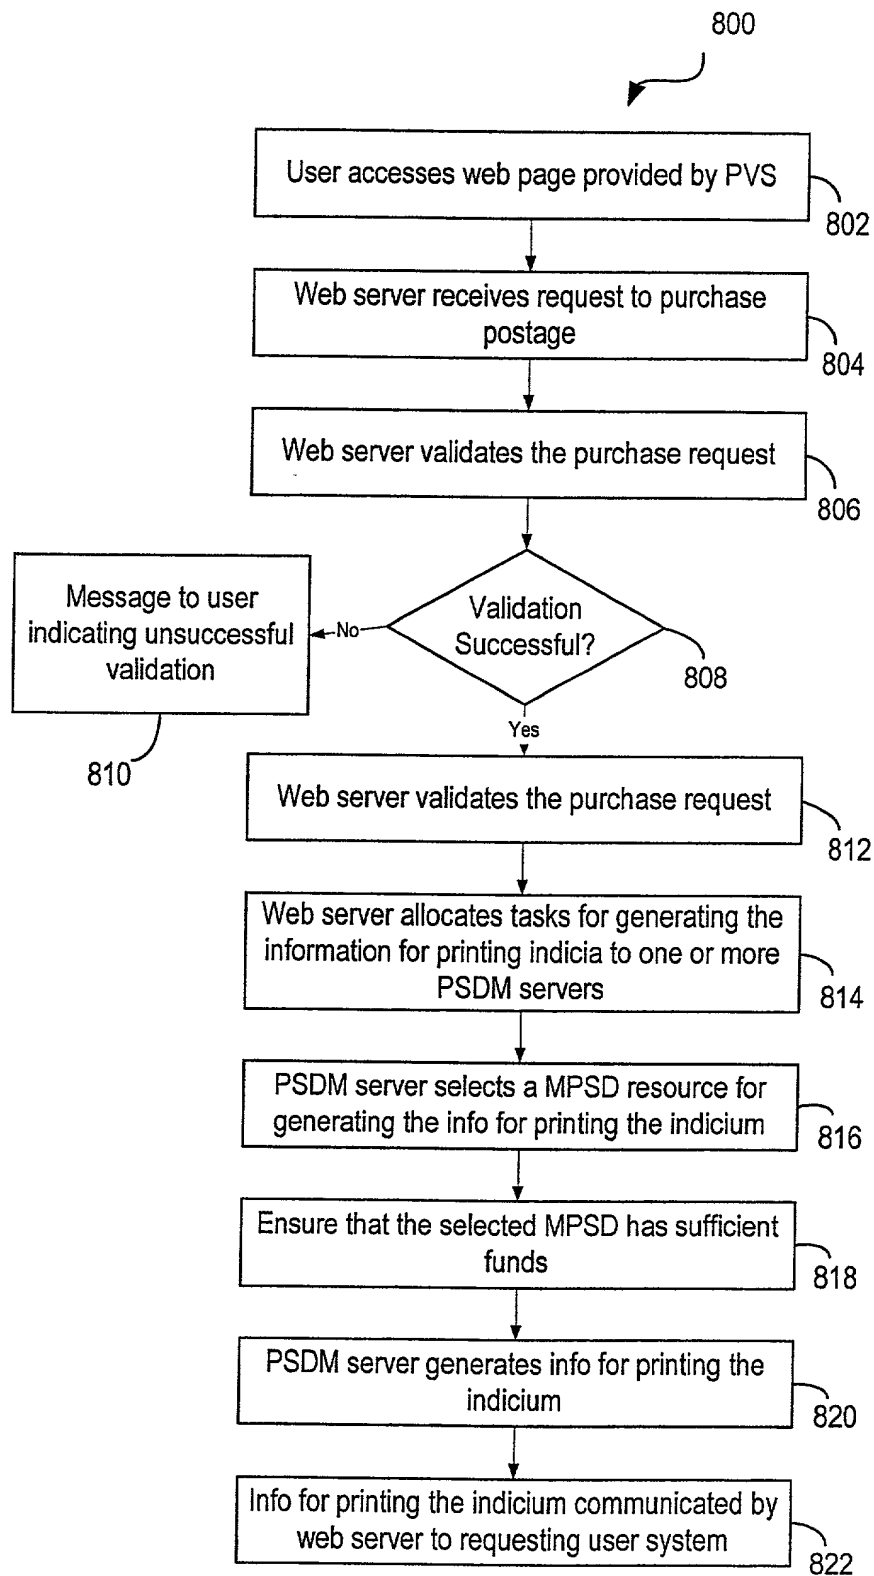 800
User accesses web page provided by PVS
802
Web server receives request to purchase
postage
804
Web server validates the purchase request
806
Validation
Successful?
808
No
Message to user
indicating unsuccessful
validation
810
Yes
Web server validates the purchase request
812
Web server allocates tasks for generating the
information for printing indicia to one or more
PSDM servers
814
PSDM server selects a MPSD resource for
generating the info for printing the indicium
816
Ensure that the selected MPSD has sufficient
funds
818
PSDM server generates info for printing the
indicium
820
Info for printing the indicium communicated by
web server to requesting user system
822